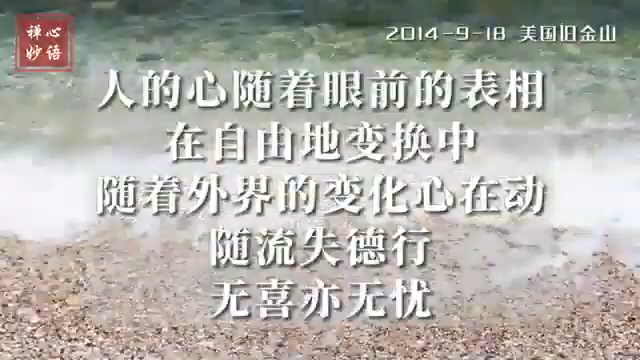 禅心
妙语
2014-9-18 美国旧金山
人的心随着眼前的表相
在自由地变换中
随着外界的变化心在动
随流失德行
无喜亦无忧